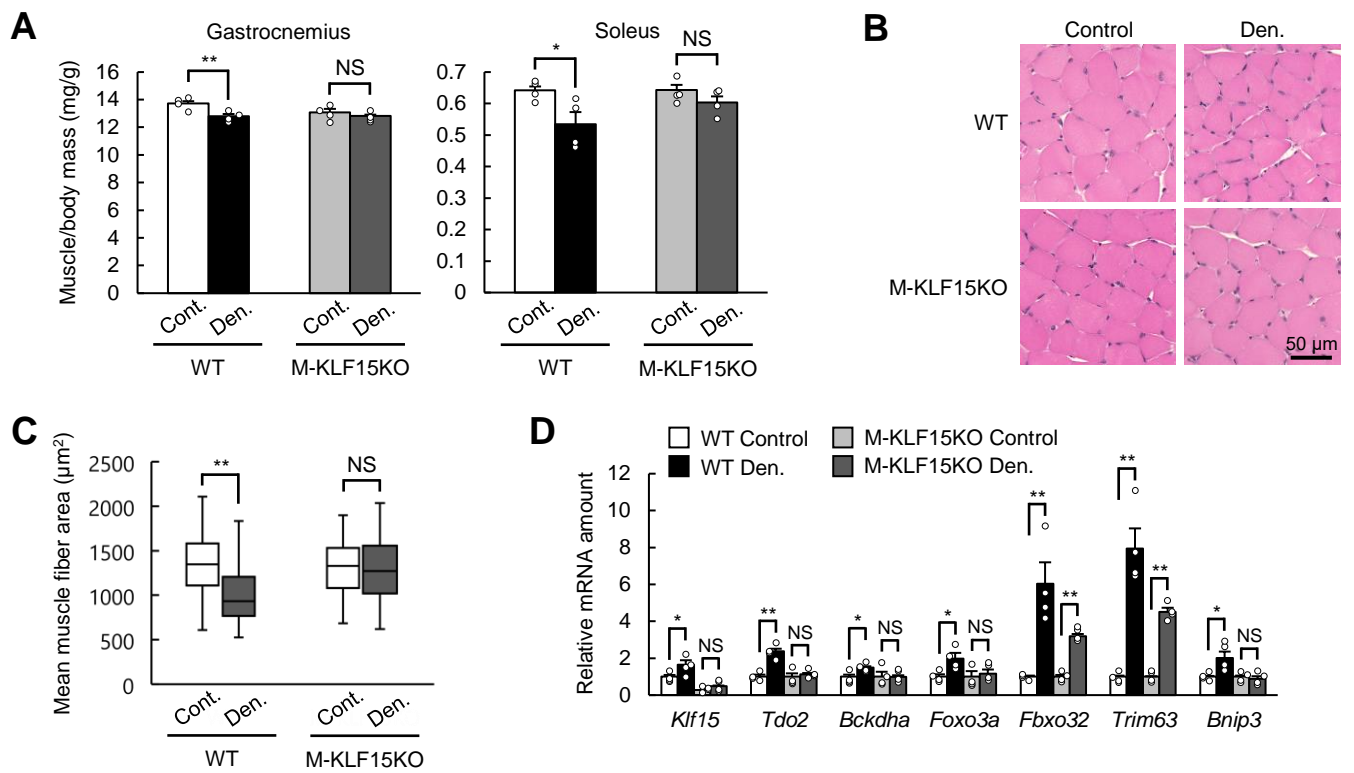 A
Gastrocnemius
Soleus
Muscle/body mass (mg/g)
16
14
12
10
8
6
4
2
0
**
NS
Cont.
Den.
Cont.
Den.
WT
M-KLF15KO
0.7
0.6
0.5
0.4
0.3
0.2
0.1
0
*
NS
Cont.
Den.
Cont.
Den.
WT
M-KLF15KO
B
Control
Den.
WT
M-KLF15KO
50 µm
C
Mean muscle fiber area (µm²)
2500
2000
1500
1000
500
0
**
NS
Cont.
Den.
Cont.
Den.
WT
M-KLF15KO
D
WT Control
M-KLF15KO Control
WT Den.
M-KLF15KO Den.
Relative mRNA amount
12
10
8
6
4
2
0
*
NS
**
NS
*
NS
*
NS
**
**
**
**
*
NS
Klf15
Tdo2
Bckdha
Foxo3a
Fbxo32
Trim63
Bnip3